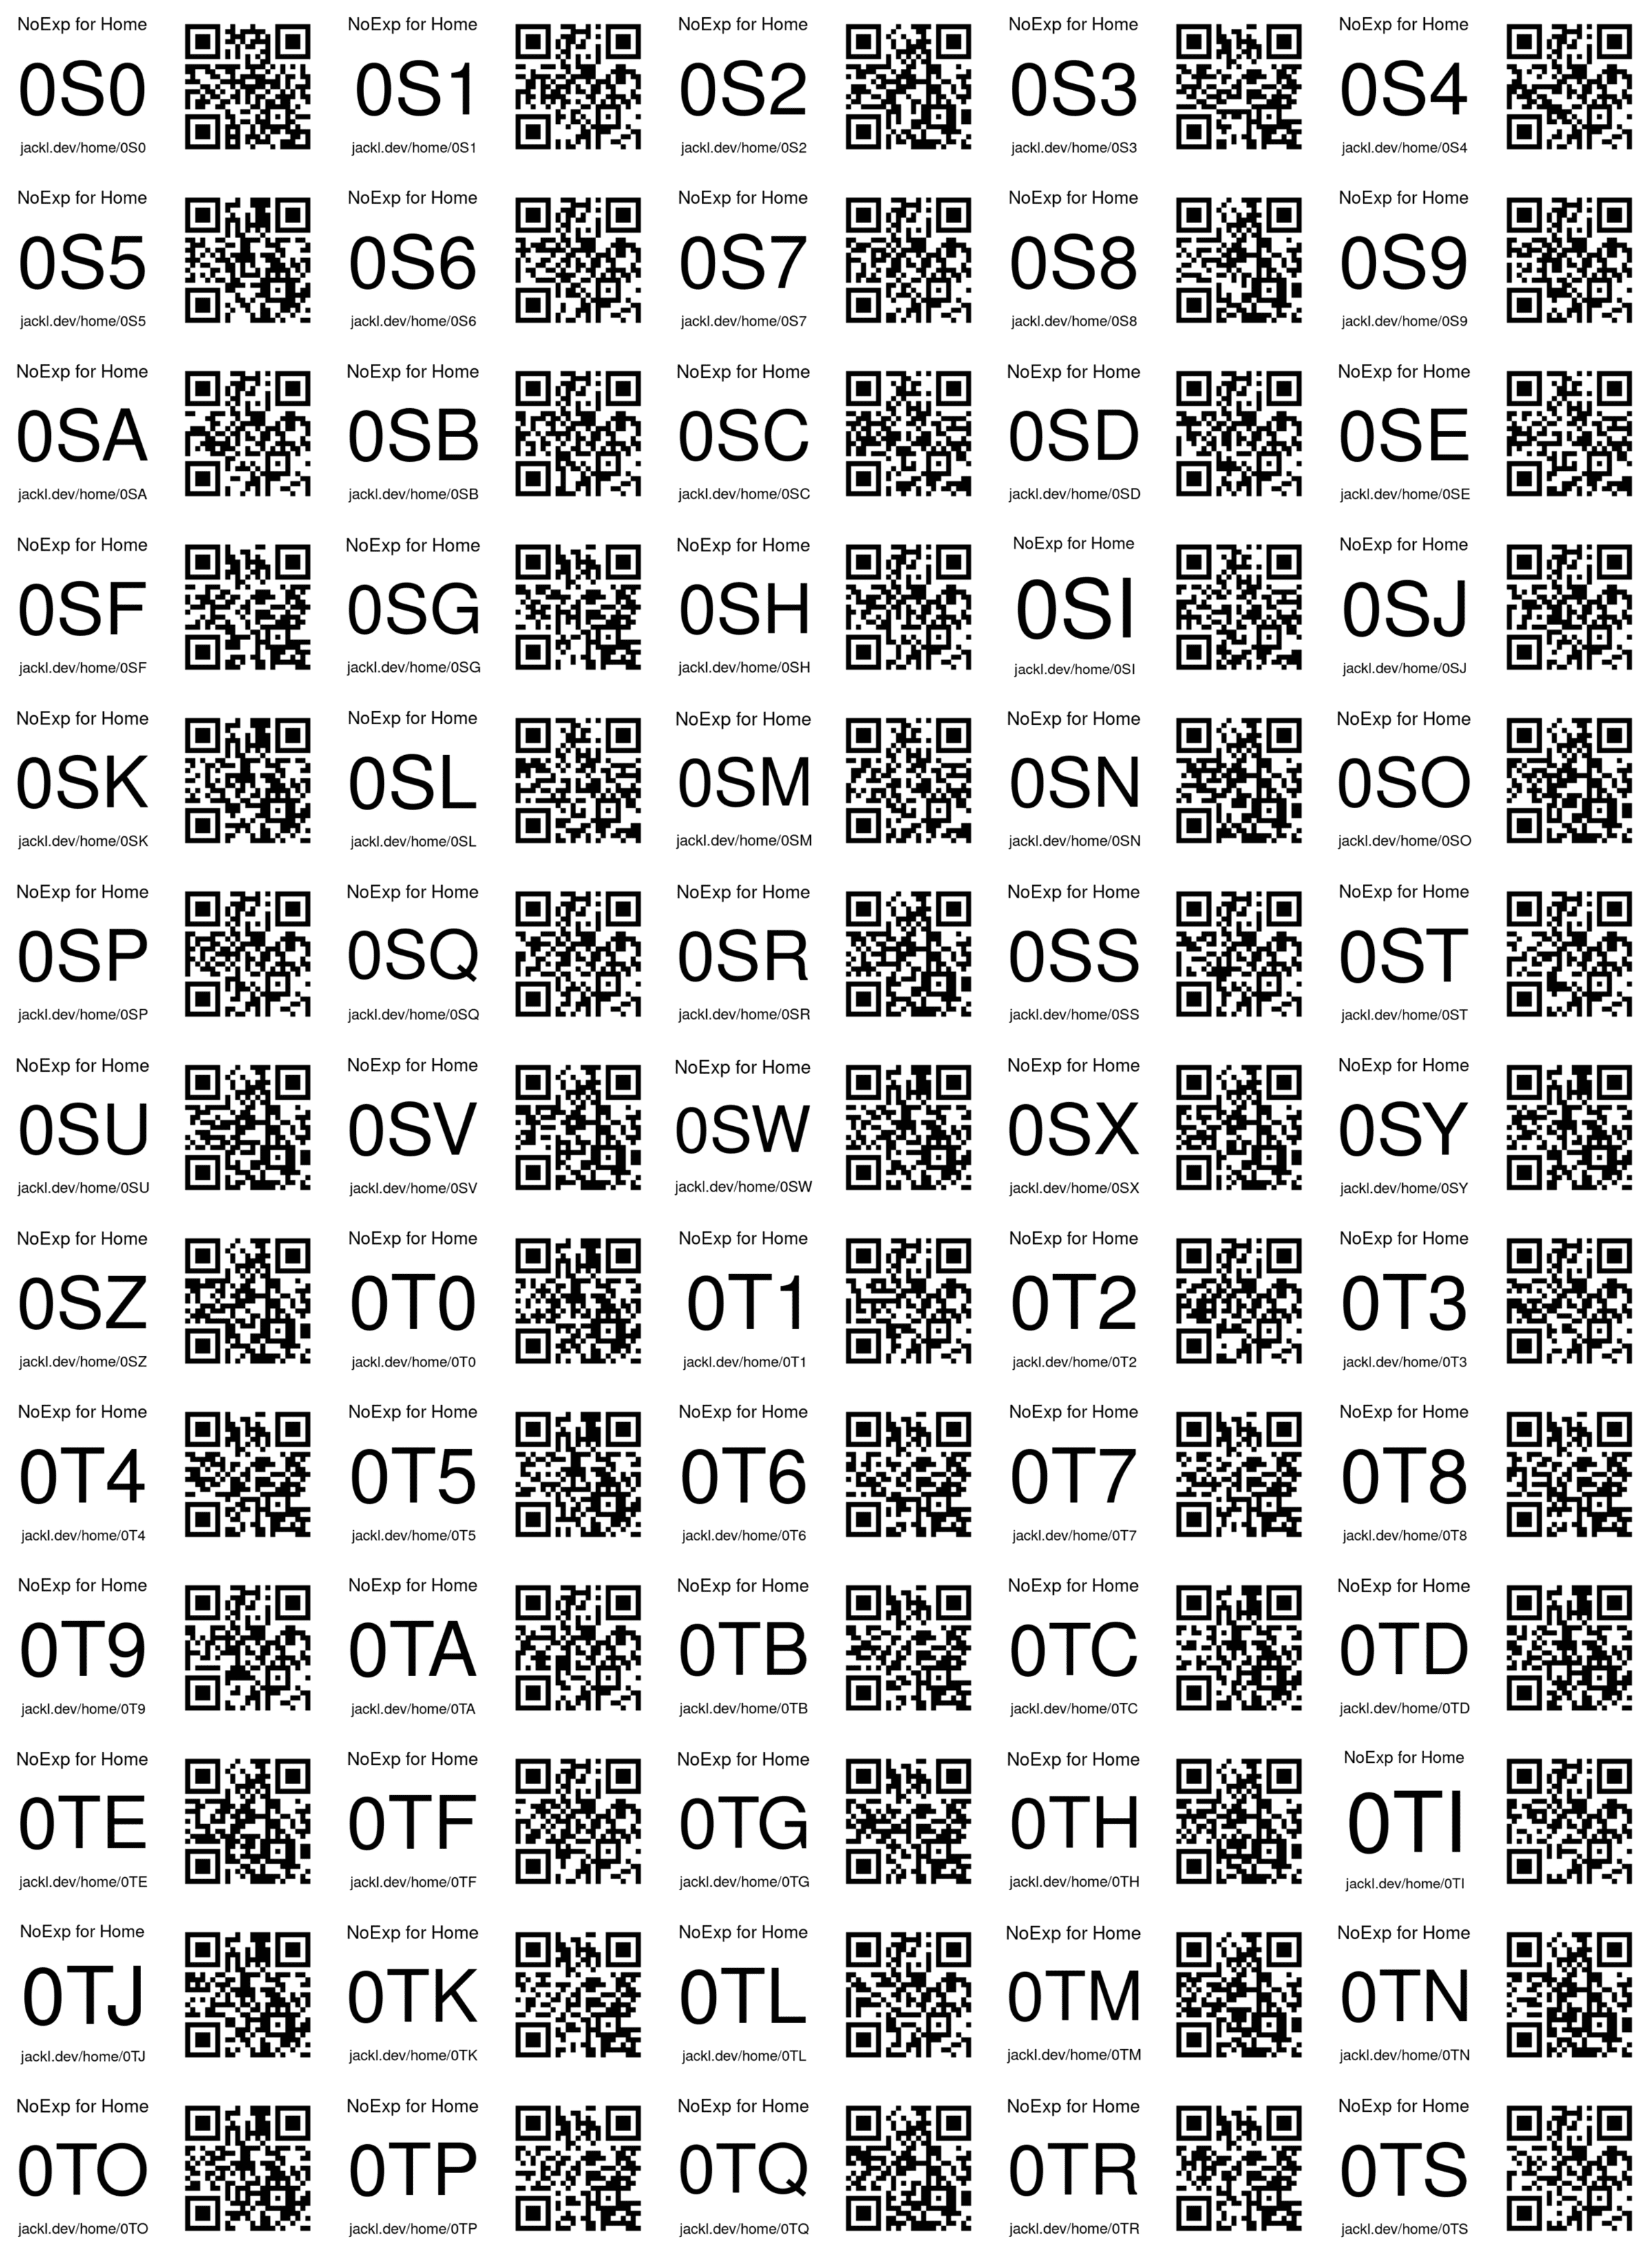 NoExp for Home
0S0
jackl.dev/home/0S0
NoExp for Home
0S1
jackl.dev/home/0S1
NoExp for Home
0S2
jackl.dev/home/0S2
NoExp for Home
0S3
jackl.dev/home/0S3
NoExp for Home
0S4
jackl.dev/home/0S4
NoExp for Home
0S5
jackl.dev/home/0S5
NoExp for Home
0S6
jackl.dev/home/0S6
NoExp for Home
0S7
jackl.dev/home/0S7
NoExp for Home
0S8
jackl.dev/home/0S8
NoExp for Home
0S9
jackl.dev/home/0S9
NoExp for Home
0SA
jackl.dev/home/0SA
NoExp for Home
0SB
jackl.dev/home/0SB
NoExp for Home
0SC
jackl.dev/home/0SC
NoExp for Home
0SD
jackl.dev/home/0SD
NoExp for Home
0SE
jackl.dev/home/0SE
NoExp for Home
0SF
jackl.dev/home/0SF
NoExp for Home
0SG
jackl.dev/home/0SG
NoExp for Home
0SH
jackl.dev/home/0SH
NoExp for Home
0SI
jackl.dev/home/0SI
NoExp for Home
0SJ
jackl.dev/home/0SJ
NoExp for Home
0SK
jackl.dev/home/0SK
NoExp for Home
0SL
jackl.dev/home/0SL
NoExp for Home
0SM
jackl.dev/home/0SM
NoExp for Home
0SN
jackl.dev/home/0SN
NoExp for Home
0SO
jackl.dev/home/0SO
NoExp for Home
0SP
jackl.dev/home/0SP
NoExp for Home
0SQ
jackl.dev/home/0SQ
NoExp for Home
0SR
jackl.dev/home/0SR
NoExp for Home
0SS
jackl.dev/home/0SS
NoExp for Home
0ST
jackl.dev/home/0ST
NoExp for Home
0SU
jackl.dev/home/0SU
NoExp for Home
0SV
jackl.dev/home/0SV
NoExp for Home
0SW
jackl.dev/home/0SW
NoExp for Home
0SX
jackl.dev/home/0SX
NoExp for Home
0SY
jackl.dev/home/0SY
NoExp for Home
0SZ
jackl.dev/home/0SZ
NoExp for Home
0T0
jackl.dev/home/0T0
NoExp for Home
0T1
jackl.dev/home/0T1
NoExp for Home
0T2
jackl.dev/home/0T2
NoExp for Home
0T3
jackl.dev/home/0T3
NoExp for Home
0T4
jackl.dev/home/0T4
NoExp for Home
0T5
jackl.dev/home/0T5
NoExp for Home
0T6
jackl.dev/home/0T6
NoExp for Home
0T7
jackl.dev/home/0T7
NoExp for Home
0T8
jackl.dev/home/0T8
NoExp for Home
0T9
jackl.dev/home/0T9
NoExp for Home
0TA
jackl.dev/home/0TA
NoExp for Home
0TB
jackl.dev/home/0TB
NoExp for Home
0TC
jackl.dev/home/0TC
NoExp for Home
0TD
jackl.dev/home/0TD
NoExp for Home
0TE
jackl.dev/home/0TE
NoExp for Home
0TF
jackl.dev/home/0TF
NoExp for Home
0TG
jackl.dev/home/0TG
NoExp for Home
0TH
jackl.dev/home/0TH
NoExp for Home
0TI
jackl.dev/home/0TI
NoExp for Home
0TJ
jackl.dev/home/0TJ
NoExp for Home
0TK
jackl.dev/home/0TK
NoExp for Home
0TL
jackl.dev/home/0TL
NoExp for Home
0TM
jackl.dev/home/0TM
NoExp for Home
0TN
jackl.dev/home/0TN
NoExp for Home
0TO
jackl.dev/home/0TO
NoExp for Home
0TP
jackl.dev/home/0TP
NoExp for Home
0TQ
jackl.dev/home/0TQ
NoExp for Home
0TR
jackl.dev/home/0TR
NoExp for Home
0TS
jackl.dev/home/0TS